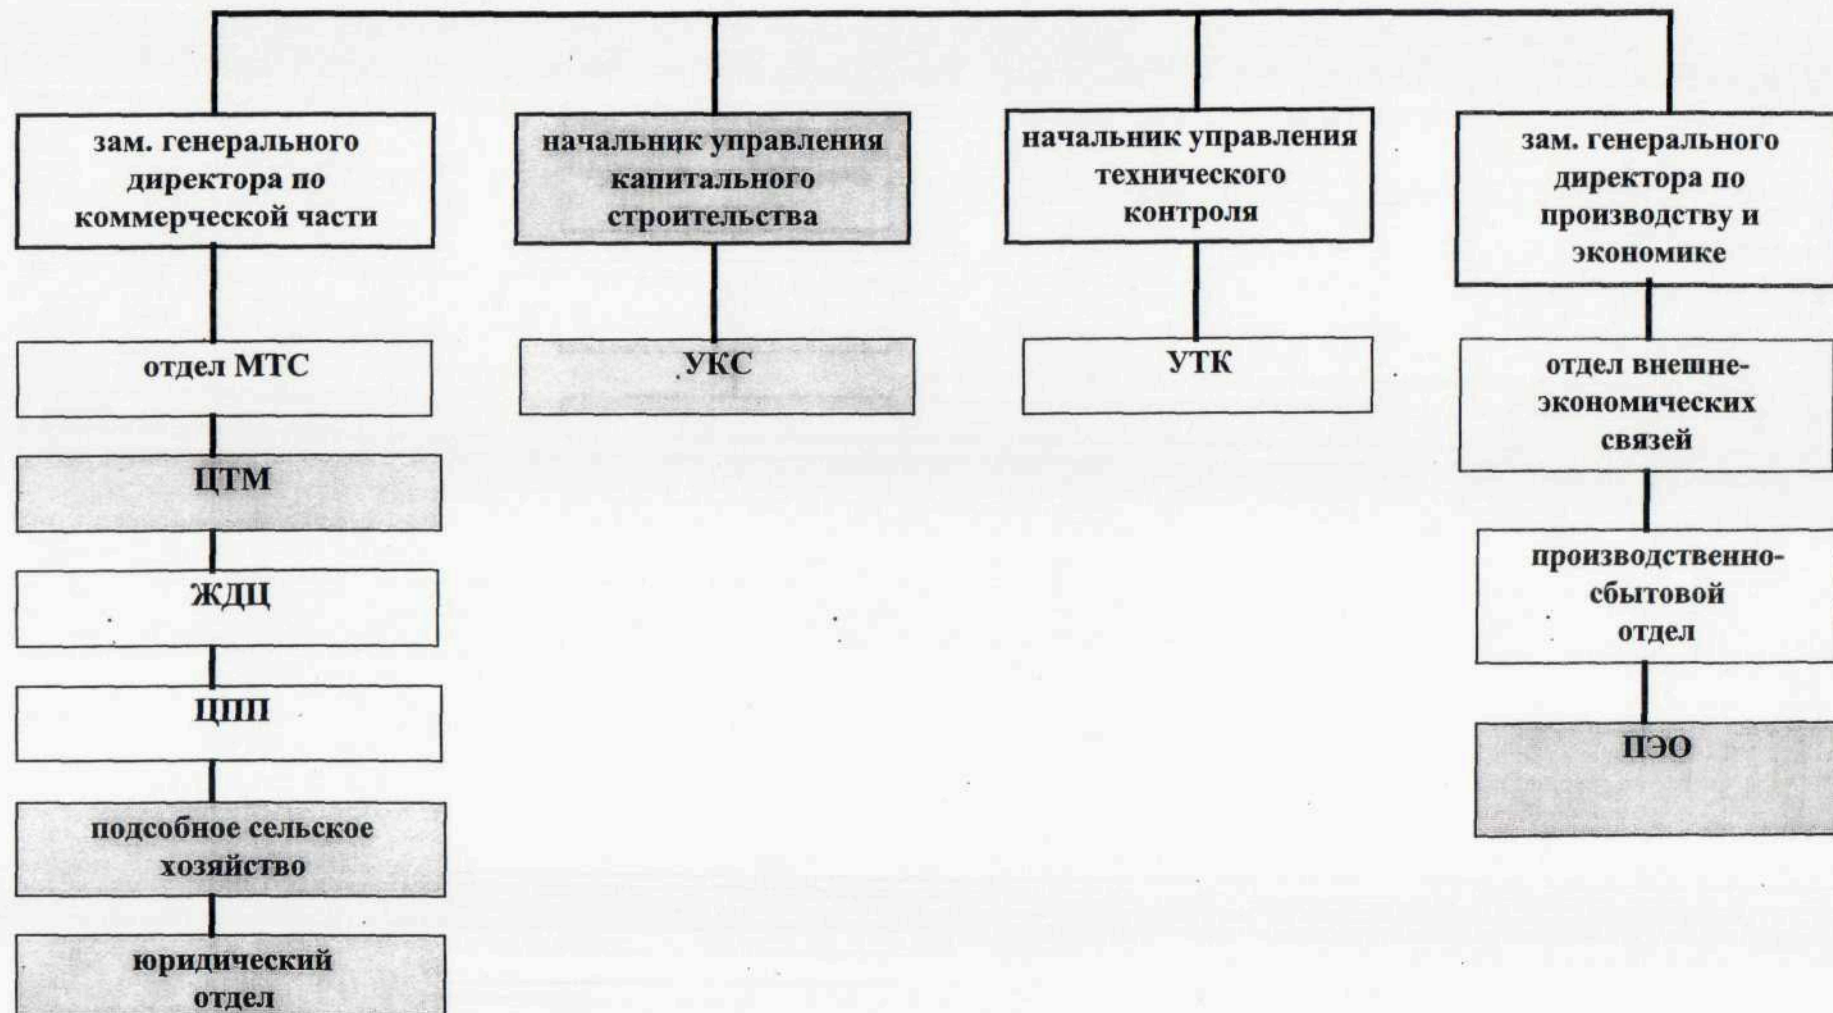 зам. генерального
директора по
коммерческой части
начальник управления
капитального
строительства
начальник управления
технического
контроля
зам. генерального
директора по
производству и
экономике
отдел МТС
ЦТМ
ЖДЦ
ЦПП
подсобное сельское
хозяйство
юридический
отдел
УКС
УТК
отдел внешне-
экономических
связей
производственно-
сбытовой
отдел
ПЭО